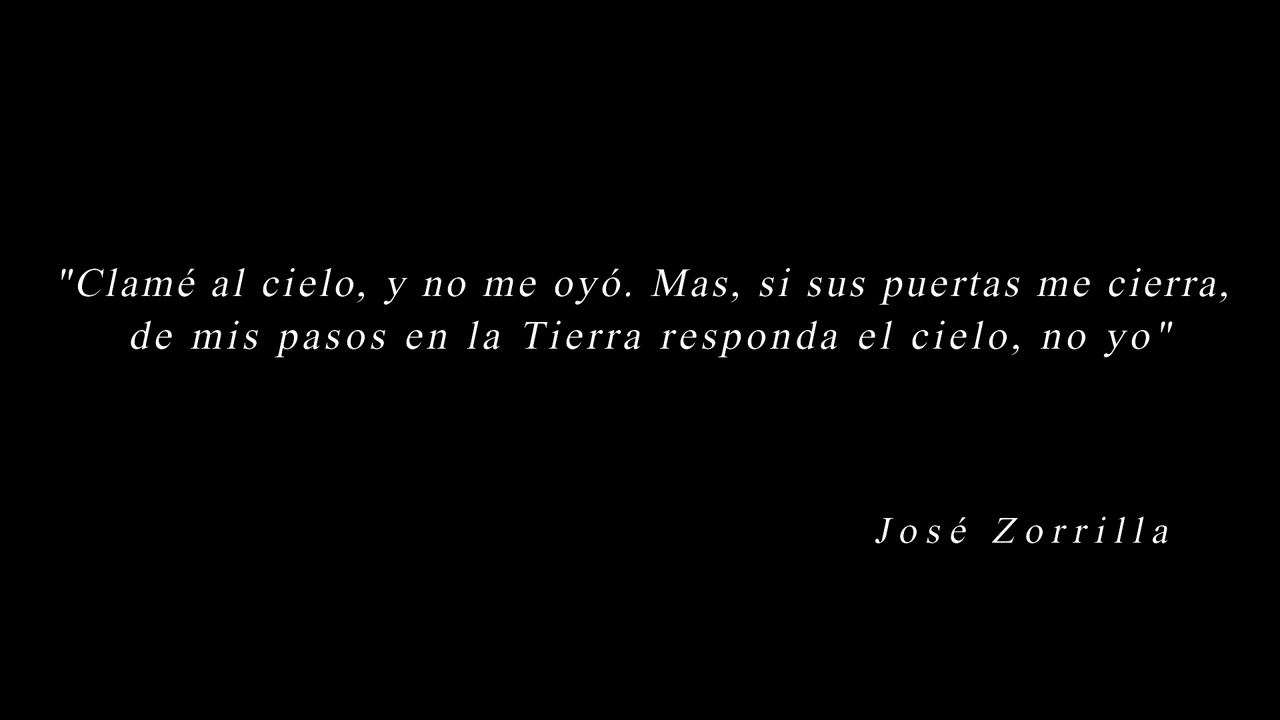 "Clamé al cielo, y no me oyó. Mas, si sus puertas me cierra,
de mis pasos en la Tierra responda el cielo, no yo"
José Zorrilla